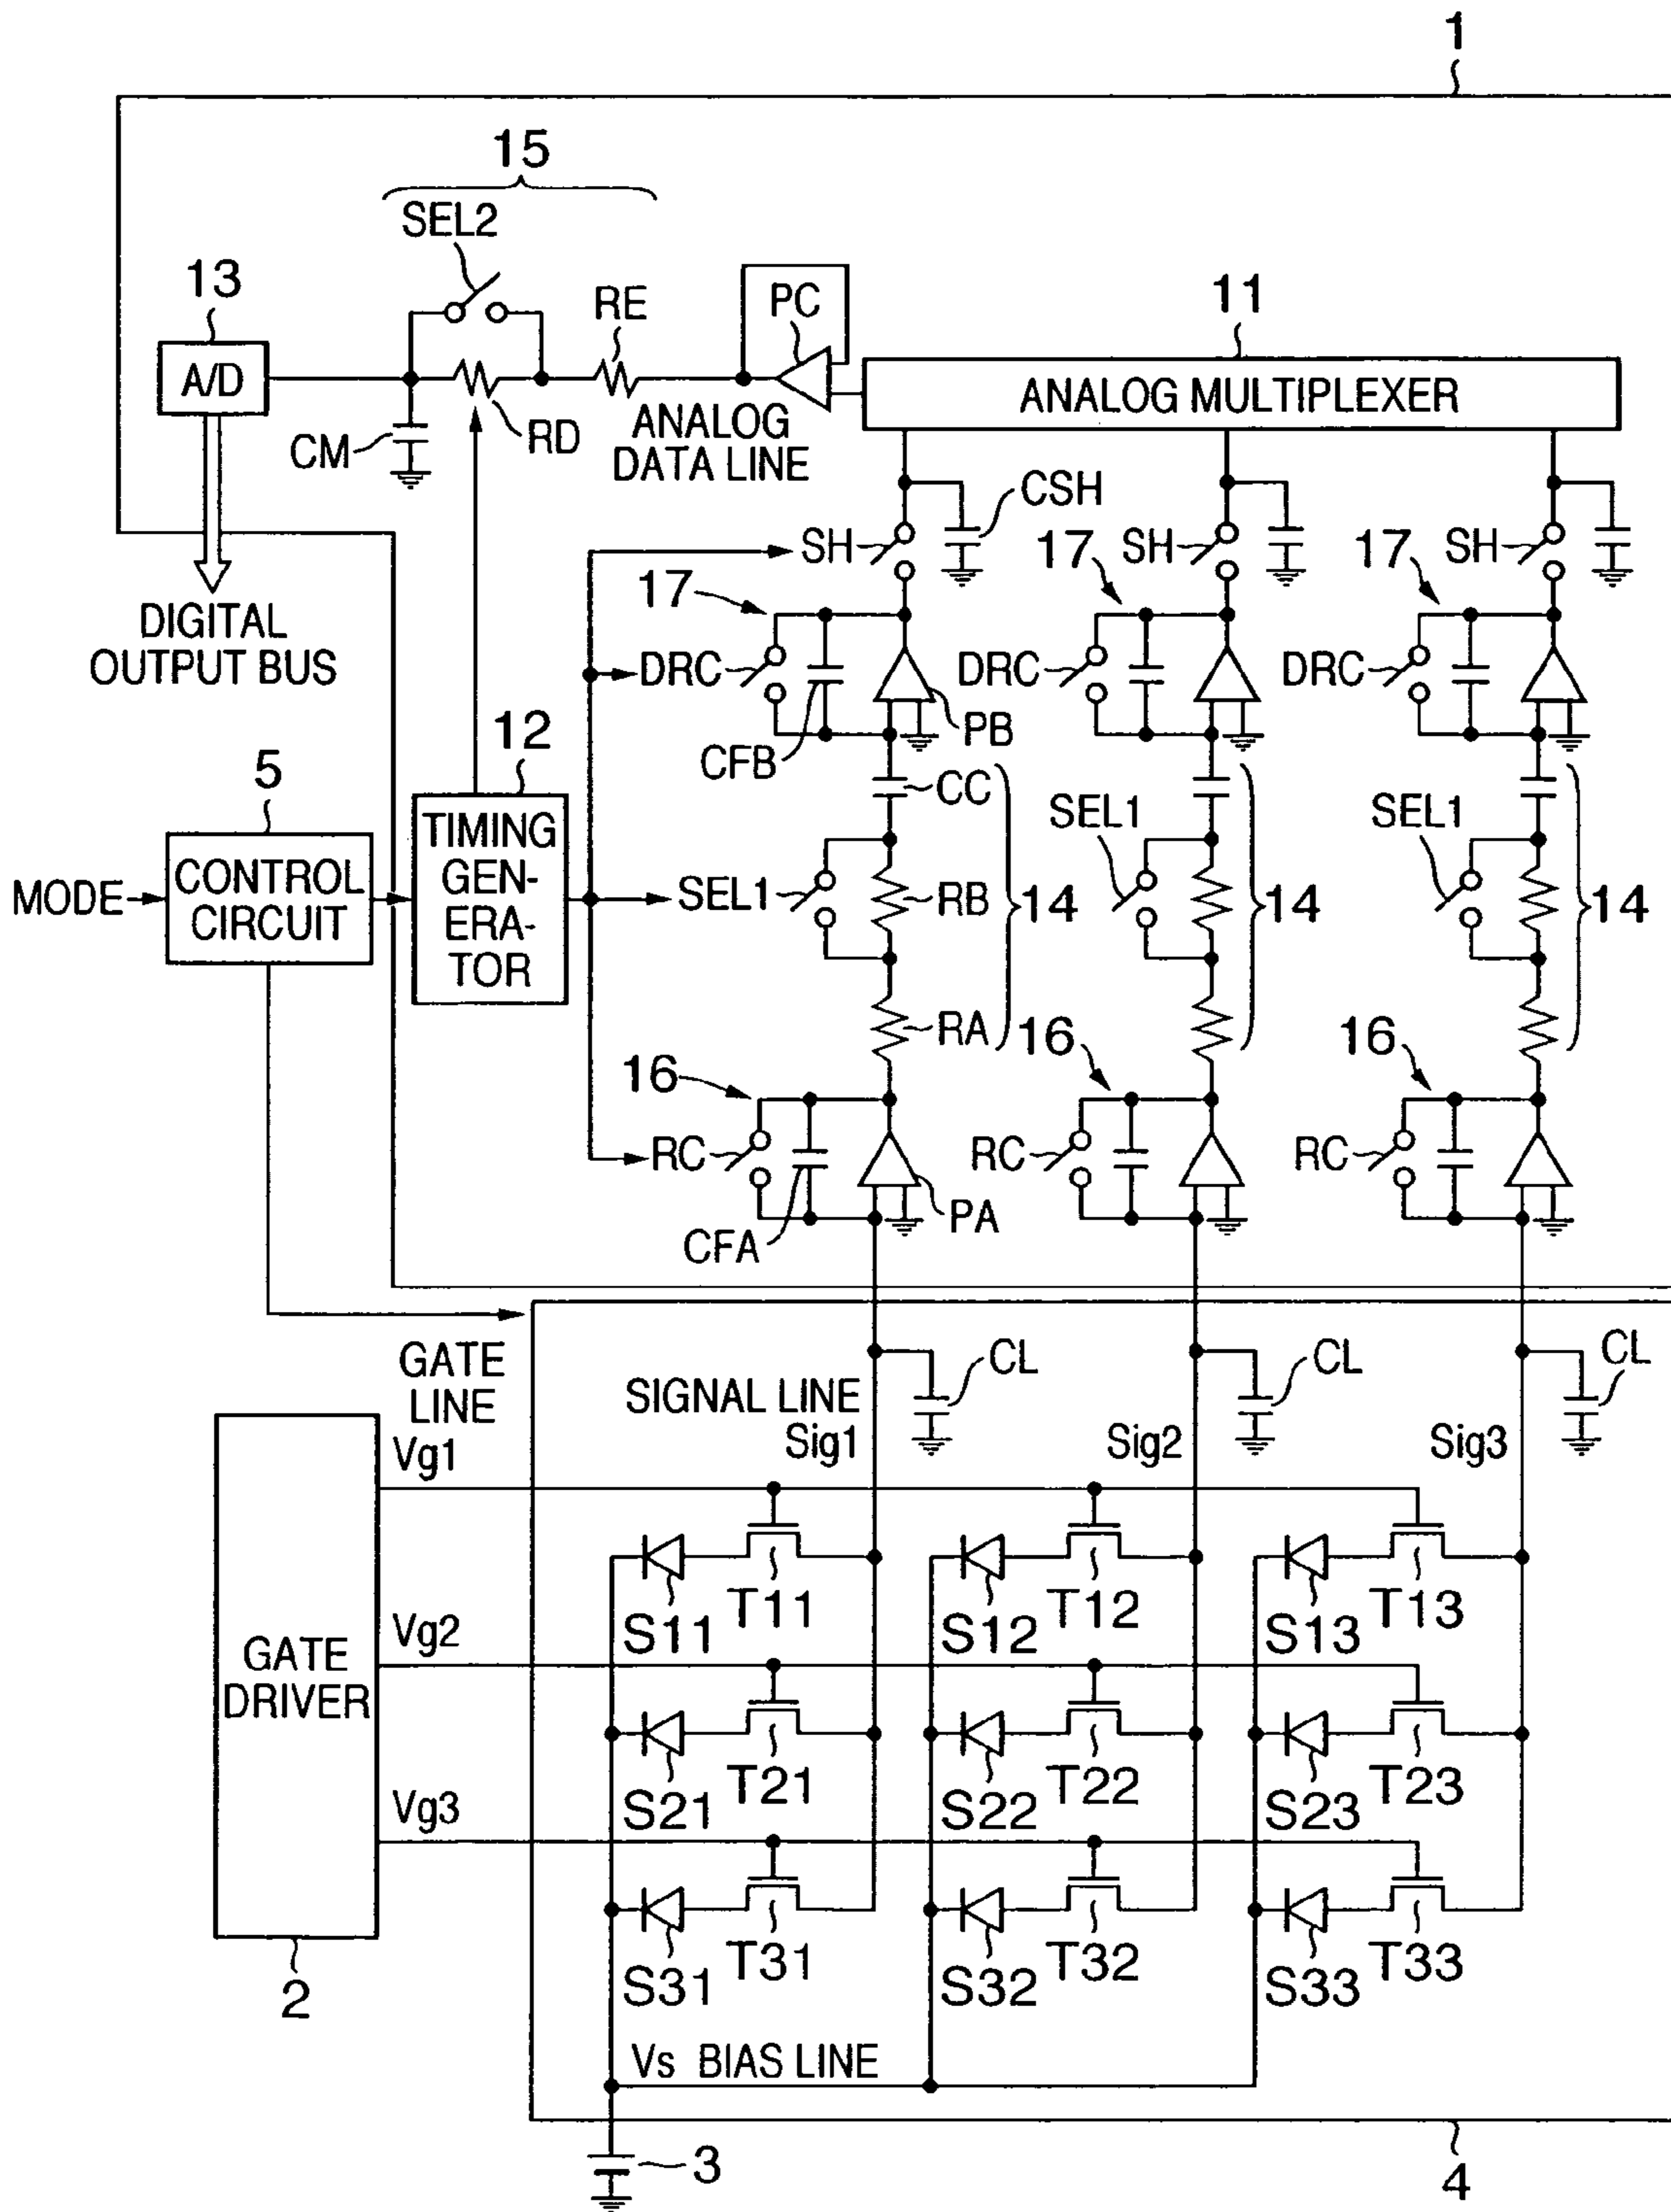 1
15
SEL2
13
RE
PC
11
A/D
ANALOG MULTIPLEXER
CM
RD
ANALOG
DATA LINE
CSH
SH
17
SH
17
SH
17
DIGITAL
OUTPUT BUS
DRC
DRC
DRC
PB
12
CFB
5
CC
TIMING
GEN-
ERA-
TOR
SEL1
SEL1
CONTROL
CIRCUIT
MODE
SEL1
RB
14
14
14
RA
16
16
16
RC
RC
RC
PA
CFA
GATE
LINE
CL
CL
CL
SIGNAL LINE
Sig1
Sig2
Sig3
Vg1
S11
T11
S12
T12
S13
T13
Vg2
GATE
DRIVER
S21
T21
S22
T22
S23
T23
Vg3
S31
T31
S32
T32
S33
T33
2
Vs BIAS LINE
3
4